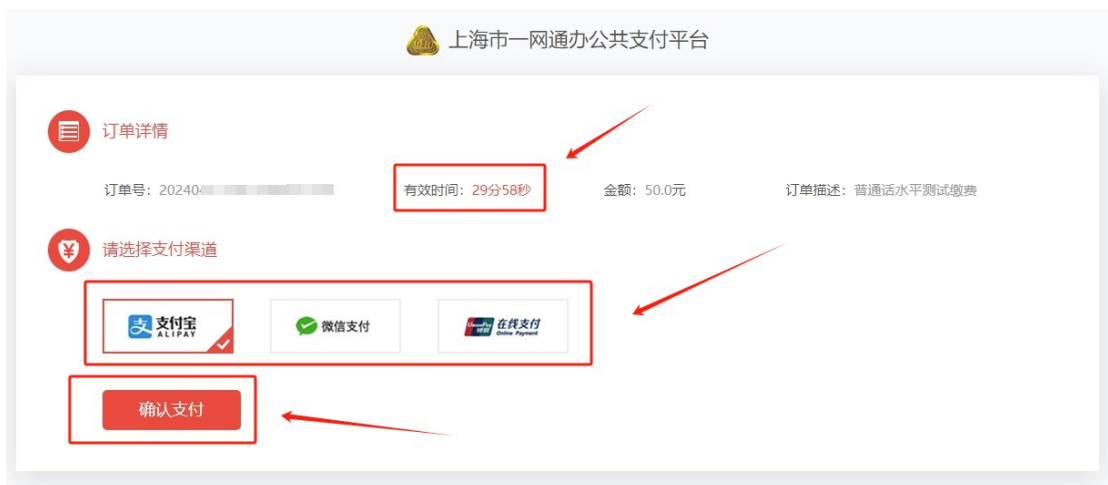 上海市一网通办公共支付平台
订单详情
订单号：20240 有效时间：29分58秒 金额：50.0元 订单描述：普通话水平测试缴费
请选择支付渠道
支付宝 微信支付 UnionPay 银联 在线支付
ALIPAY Online Payment
确认支付